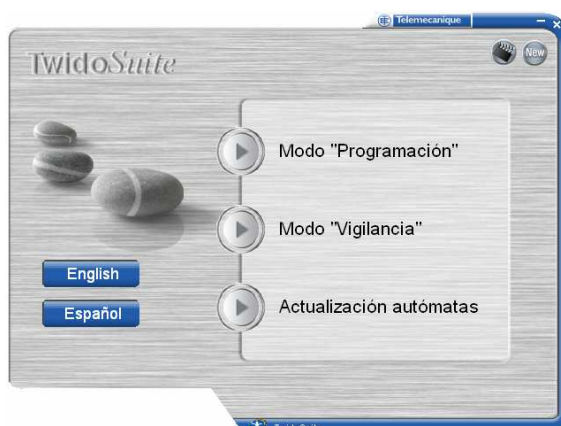 Telemecanique
TwidoSuite
New
Modo "Programación"
Modo "Vigilancia"
English
Español
Actualización autómatas